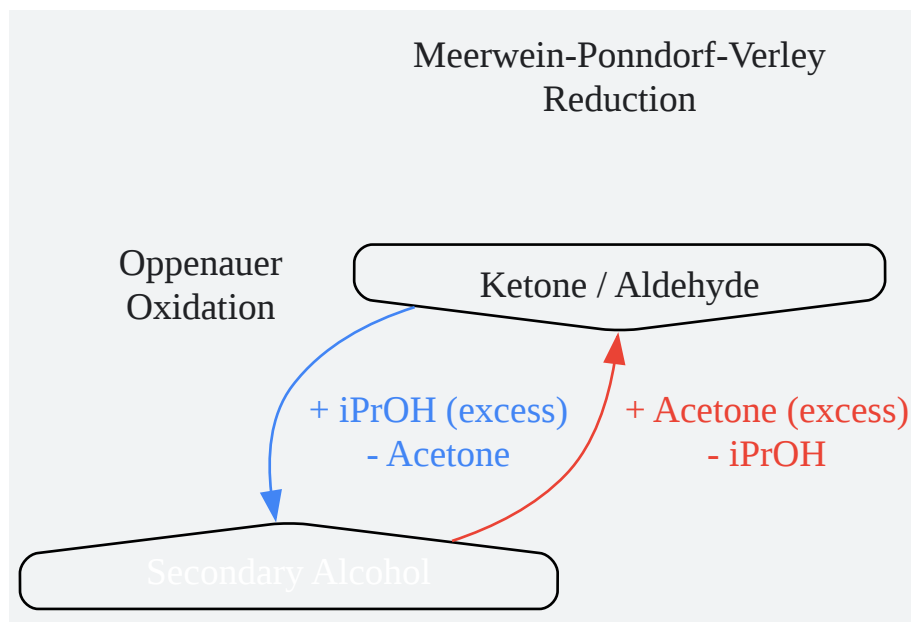 Meerwein-Ponndorf-Verley
Reduction
Oppenauer
Oxidation
Ketone / Aldehyde
+ iPrOH (excess)
- Acetone
+ Acetone (excess)
- iPrOH
Secondary Alcohol